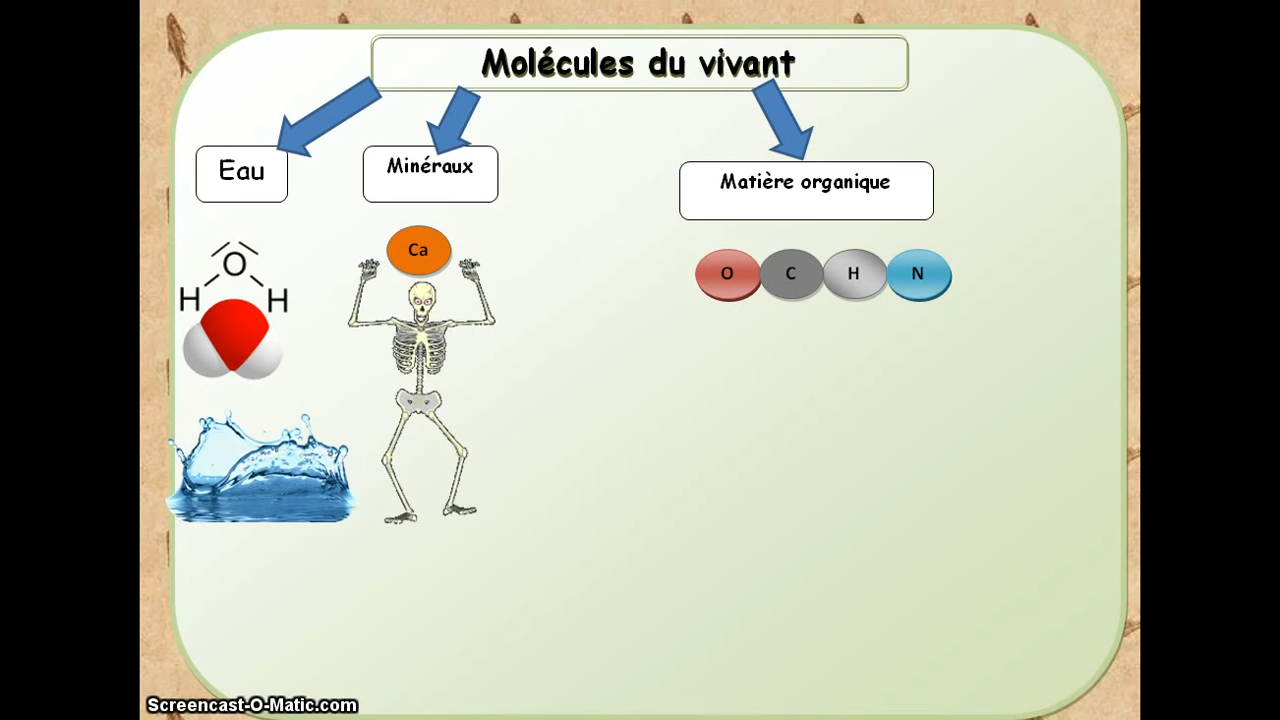 Molécules du vivant
Eau
Minéraux
Matière organique
Ca
O
H H
O C H N
Screencast-O-Matic.com